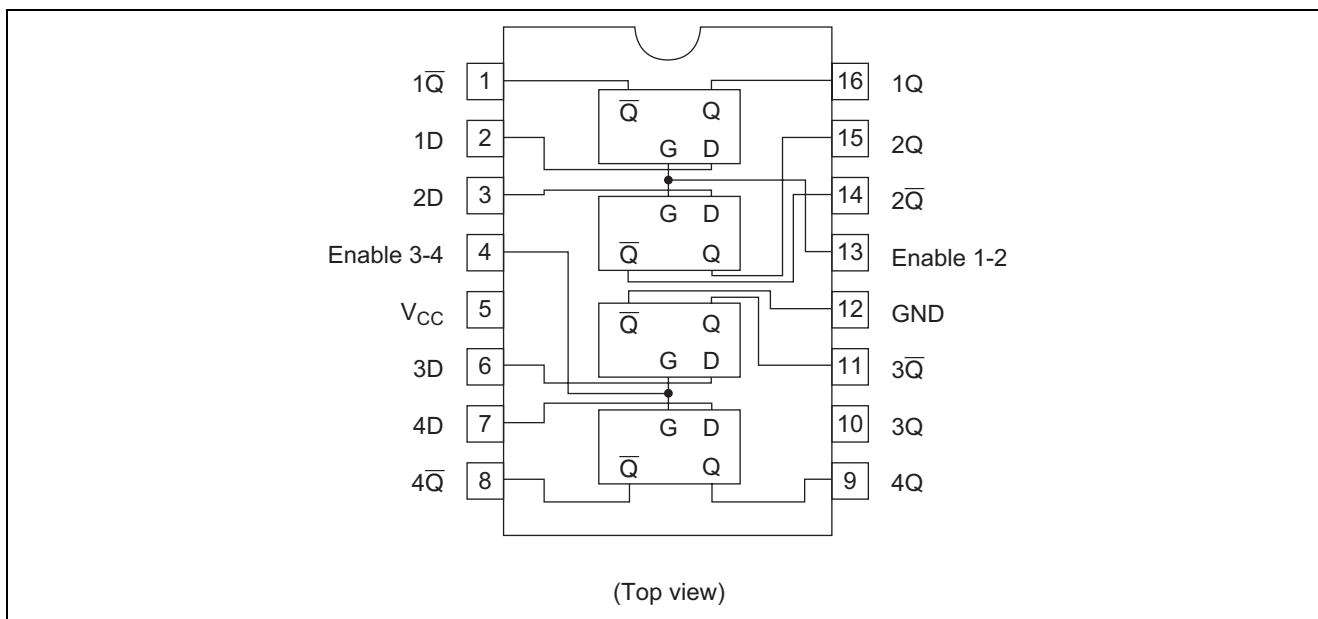 1Q̅ 1 16 1Q
Q̅ Q
1D 2 15 2Q
G D
2D 3 14 2Q̅
G D
Enable 3-4 4 13 Enable 1-2
Q̅ Q
V_CC 5 12 GND
Q̅ Q
3D 6 11 3Q̅
G D
4D 7 10 3Q
G D
4Q̅ 8 9 4Q
Q̅ Q
(Top view)